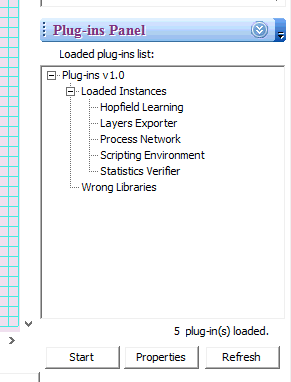 Plug-ins Panel
Loaded plug-ins list:
Plug-ins v1.0
Loaded Instances
Hopfield Learning
Layers Exporter
Process Network
Scripting Environment
Statistics Verifier
Wrong Libraries
5 plug-in(s) loaded.
Start Properties Refresh